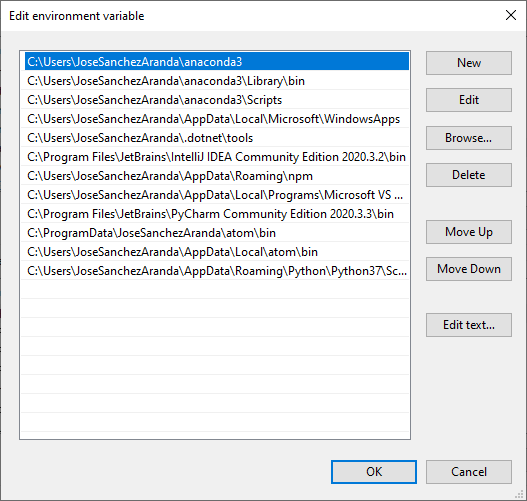 Edit environment variable
C:\Users\JoseSanchezAranda\anaconda3
C:\Users\JoseSanchezAranda\anaconda3\Library\bin
C:\Users\JoseSanchezAranda\anaconda3\Scripts
C:\Users\JoseSanchezAranda\AppData\Local\Microsoft\WindowsApps
C:\Users\JoseSanchezAranda\.dotnet\tools
C:\Program Files\JetBrains\IntelliJ IDEA Community Edition 2020.3.2\bin
C:\Users\JoseSanchezAranda\AppData\Roaming\npm
C:\Users\JoseSanchezAranda\AppData\Local\Programs\Microsoft VS ...
C:\Program Files\JetBrains\PyCharm Community Edition 2020.3.3\bin
C:\ProgramData\JoseSanchezAranda\atom\bin
C:\Users\JoseSanchezAranda\AppData\Local\atom\bin
C:\Users\JoseSanchezAranda\AppData\Roaming\Python\Python37\Sc...
New
Edit
Browse...
Delete
Move Up
Move Down
Edit text...
OK
Cancel